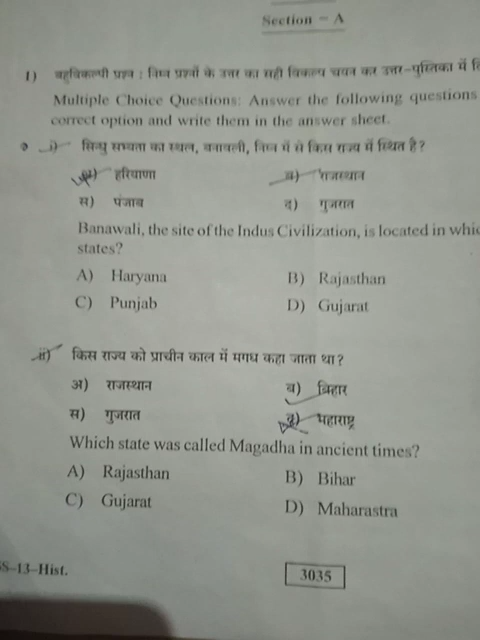 Section – A
1) बहुविकल्पी प्रश्न : निम्न प्रश्नों के उत्तर का सही विकल्प चयन कर उत्तर-पुस्तिका में
Multiple Choice Questions: Answer the following questions
correct option and write them in the answer sheet.
i) सिन्धु सभ्यता का स्थल, बनावली, निम्न में से किस राज्य में स्थित है?
अ) हरियाणा ब) राजस्थान
स) पंजाब द) गुजरात
Banawali, the site of the Indus Civilization, is located in
states?
A) Haryana B) Rajasthan
C) Punjab D) Gujarat
ii) किस राज्य को प्राचीन काल में मगध कहा जाता था?
अ) राजस्थान ब) बिहार
स) गुजरात द) महाराष्ट्र
Which state was called Magadha in ancient times?
A) Rajasthan B) Bihar
C) Gujarat D) Maharastra
S–13–Hist. 3035